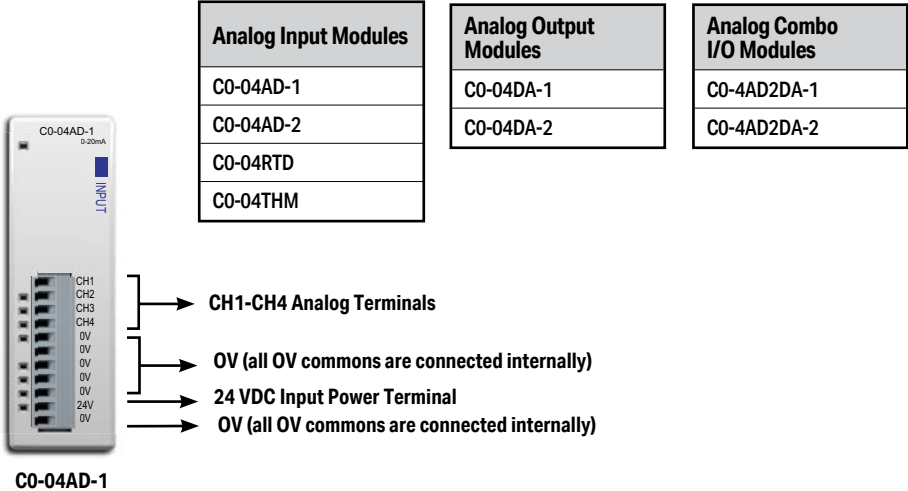 Analog Input Modules
C0-04AD-1
C0-04AD-2
C0-04RTD
C0-04THM
Analog Output
Modules
C0-04DA-1
C0-04DA-2
Analog Combo
I/O Modules
C0-4AD2DA-1
C0-4AD2DA-2
C0-04AD-1
0-20mA
INPUT
CH1
CH2
CH3
CH4
0V
0V
0V
0V
0V
24V
0V
CH1-CH4 Analog Terminals
OV (all OV commons are connected internally)
24 VDC Input Power Terminal
OV (all OV commons are connected internally)
C0-04AD-1